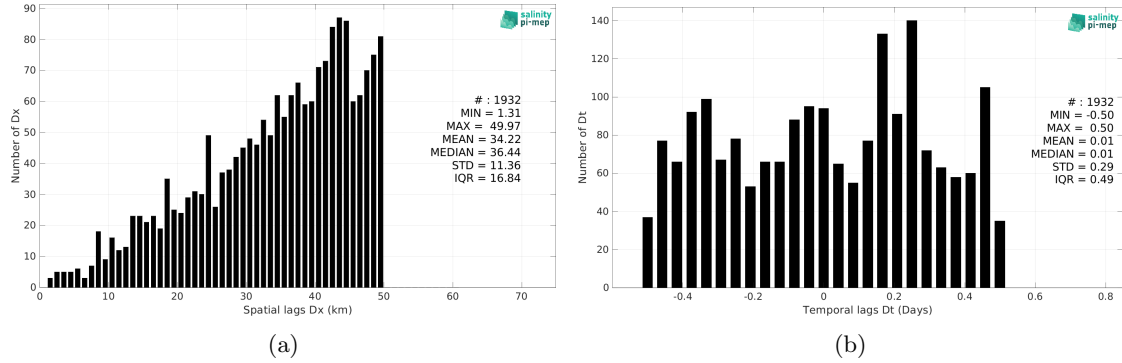 90
80
70
60
50
40
30
20
10
0
Number of Dx
salinity
pi-mep
# : 1932
MIN = 1.31
MAX = 49.97
MEAN = 34.22
MEDIAN = 36.44
STD = 11.36
IQR = 16.84
0 10 20 30 40 50 60 70
Spatial lags Dx (km)
(a)
140
120
100
80
60
40
20
0
Number of Dt
salinity
pi-mep
# : 1932
MIN = -0.50
MAX = 0.50
MEAN = 0.01
MEDIAN = 0.01
STD = 0.29
IQR = 0.49
-0.4 -0.2 0 0.2 0.4 0.6 0.8
Temporal lags Dt (Days)
(b)